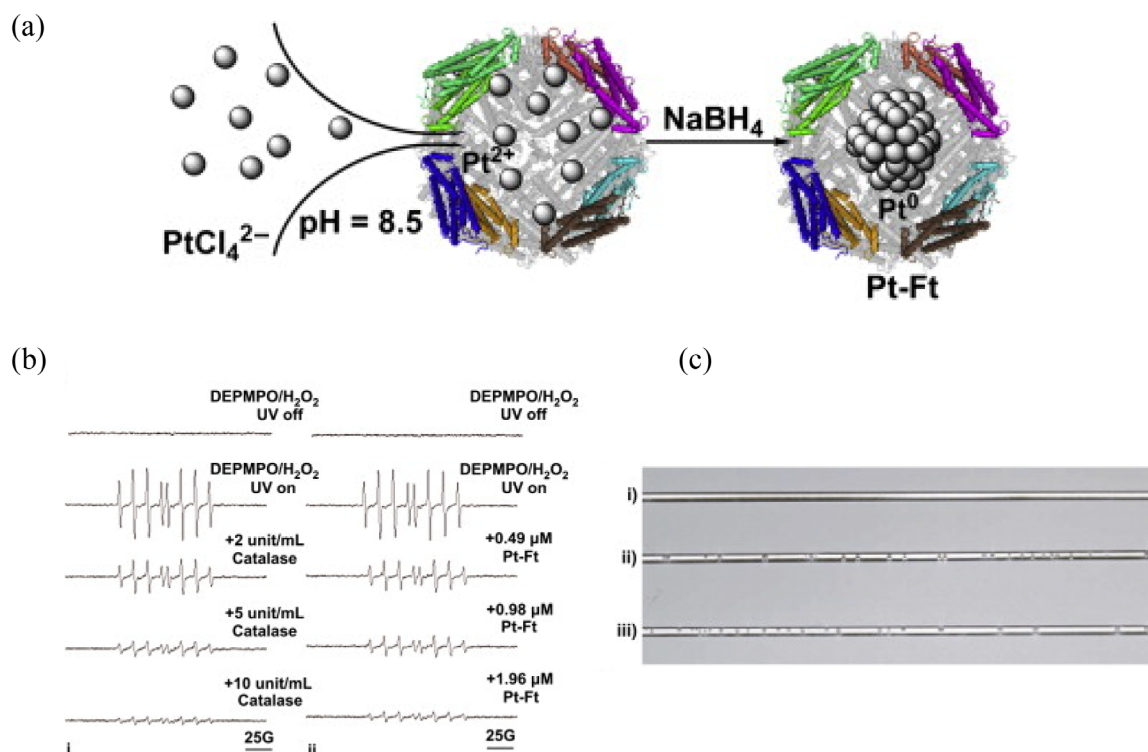 (a)
NaBH₄
Pt²⁺
Pt⁰
PtCl₄²⁻
pH = 8.5
Pt-Ft
(b)
(c)
DEPMPO/H₂O₂
UV off
DEPMPO/H₂O₂
UV off
DEPMPO/H₂O₂
UV on
DEPMPO/H₂O₂
UV on
+2 unit/mL
Catalase
+0.49 µM
Pt-Ft
+5 unit/mL
Catalase
+0.98 µM
Pt-Ft
+10 unit/mL
Catalase
+1.96 µM
Pt-Ft
25G
25G
i
ii
i)
ii)
iii)